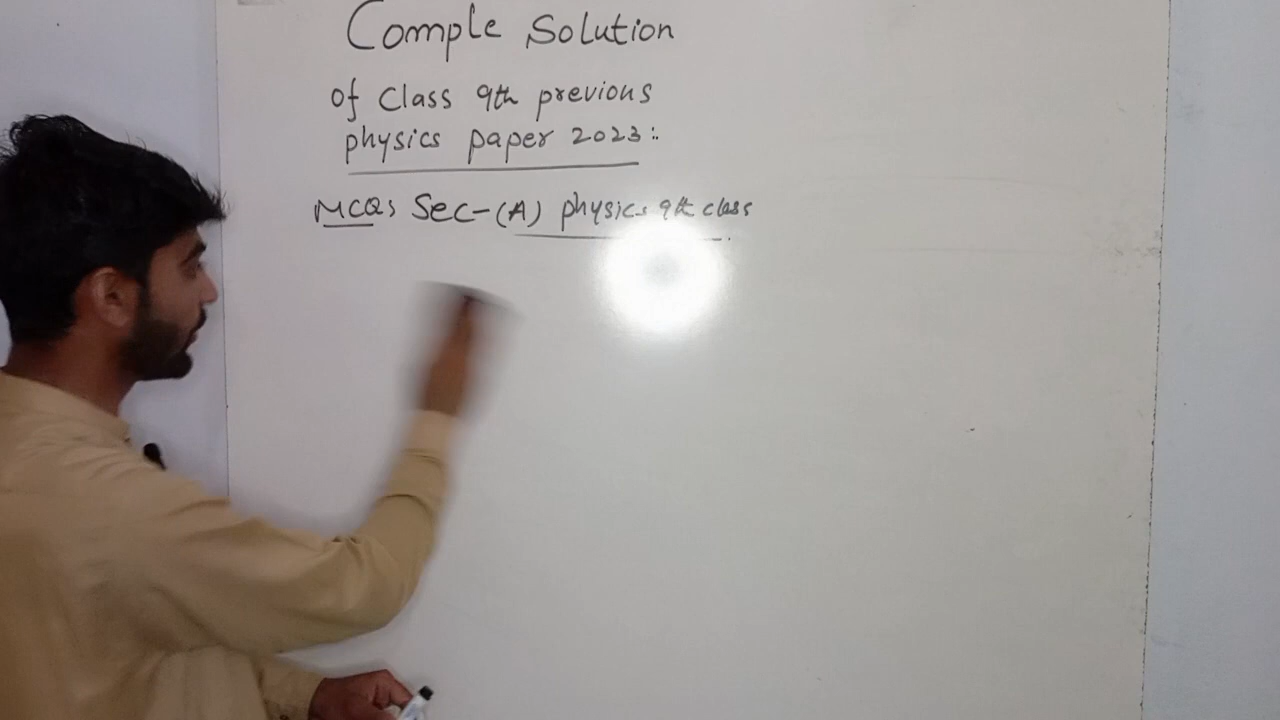 Comple Solution
of Class 9th previous
physics paper 2023:.
MCQs Sec-(A) physics 9th class